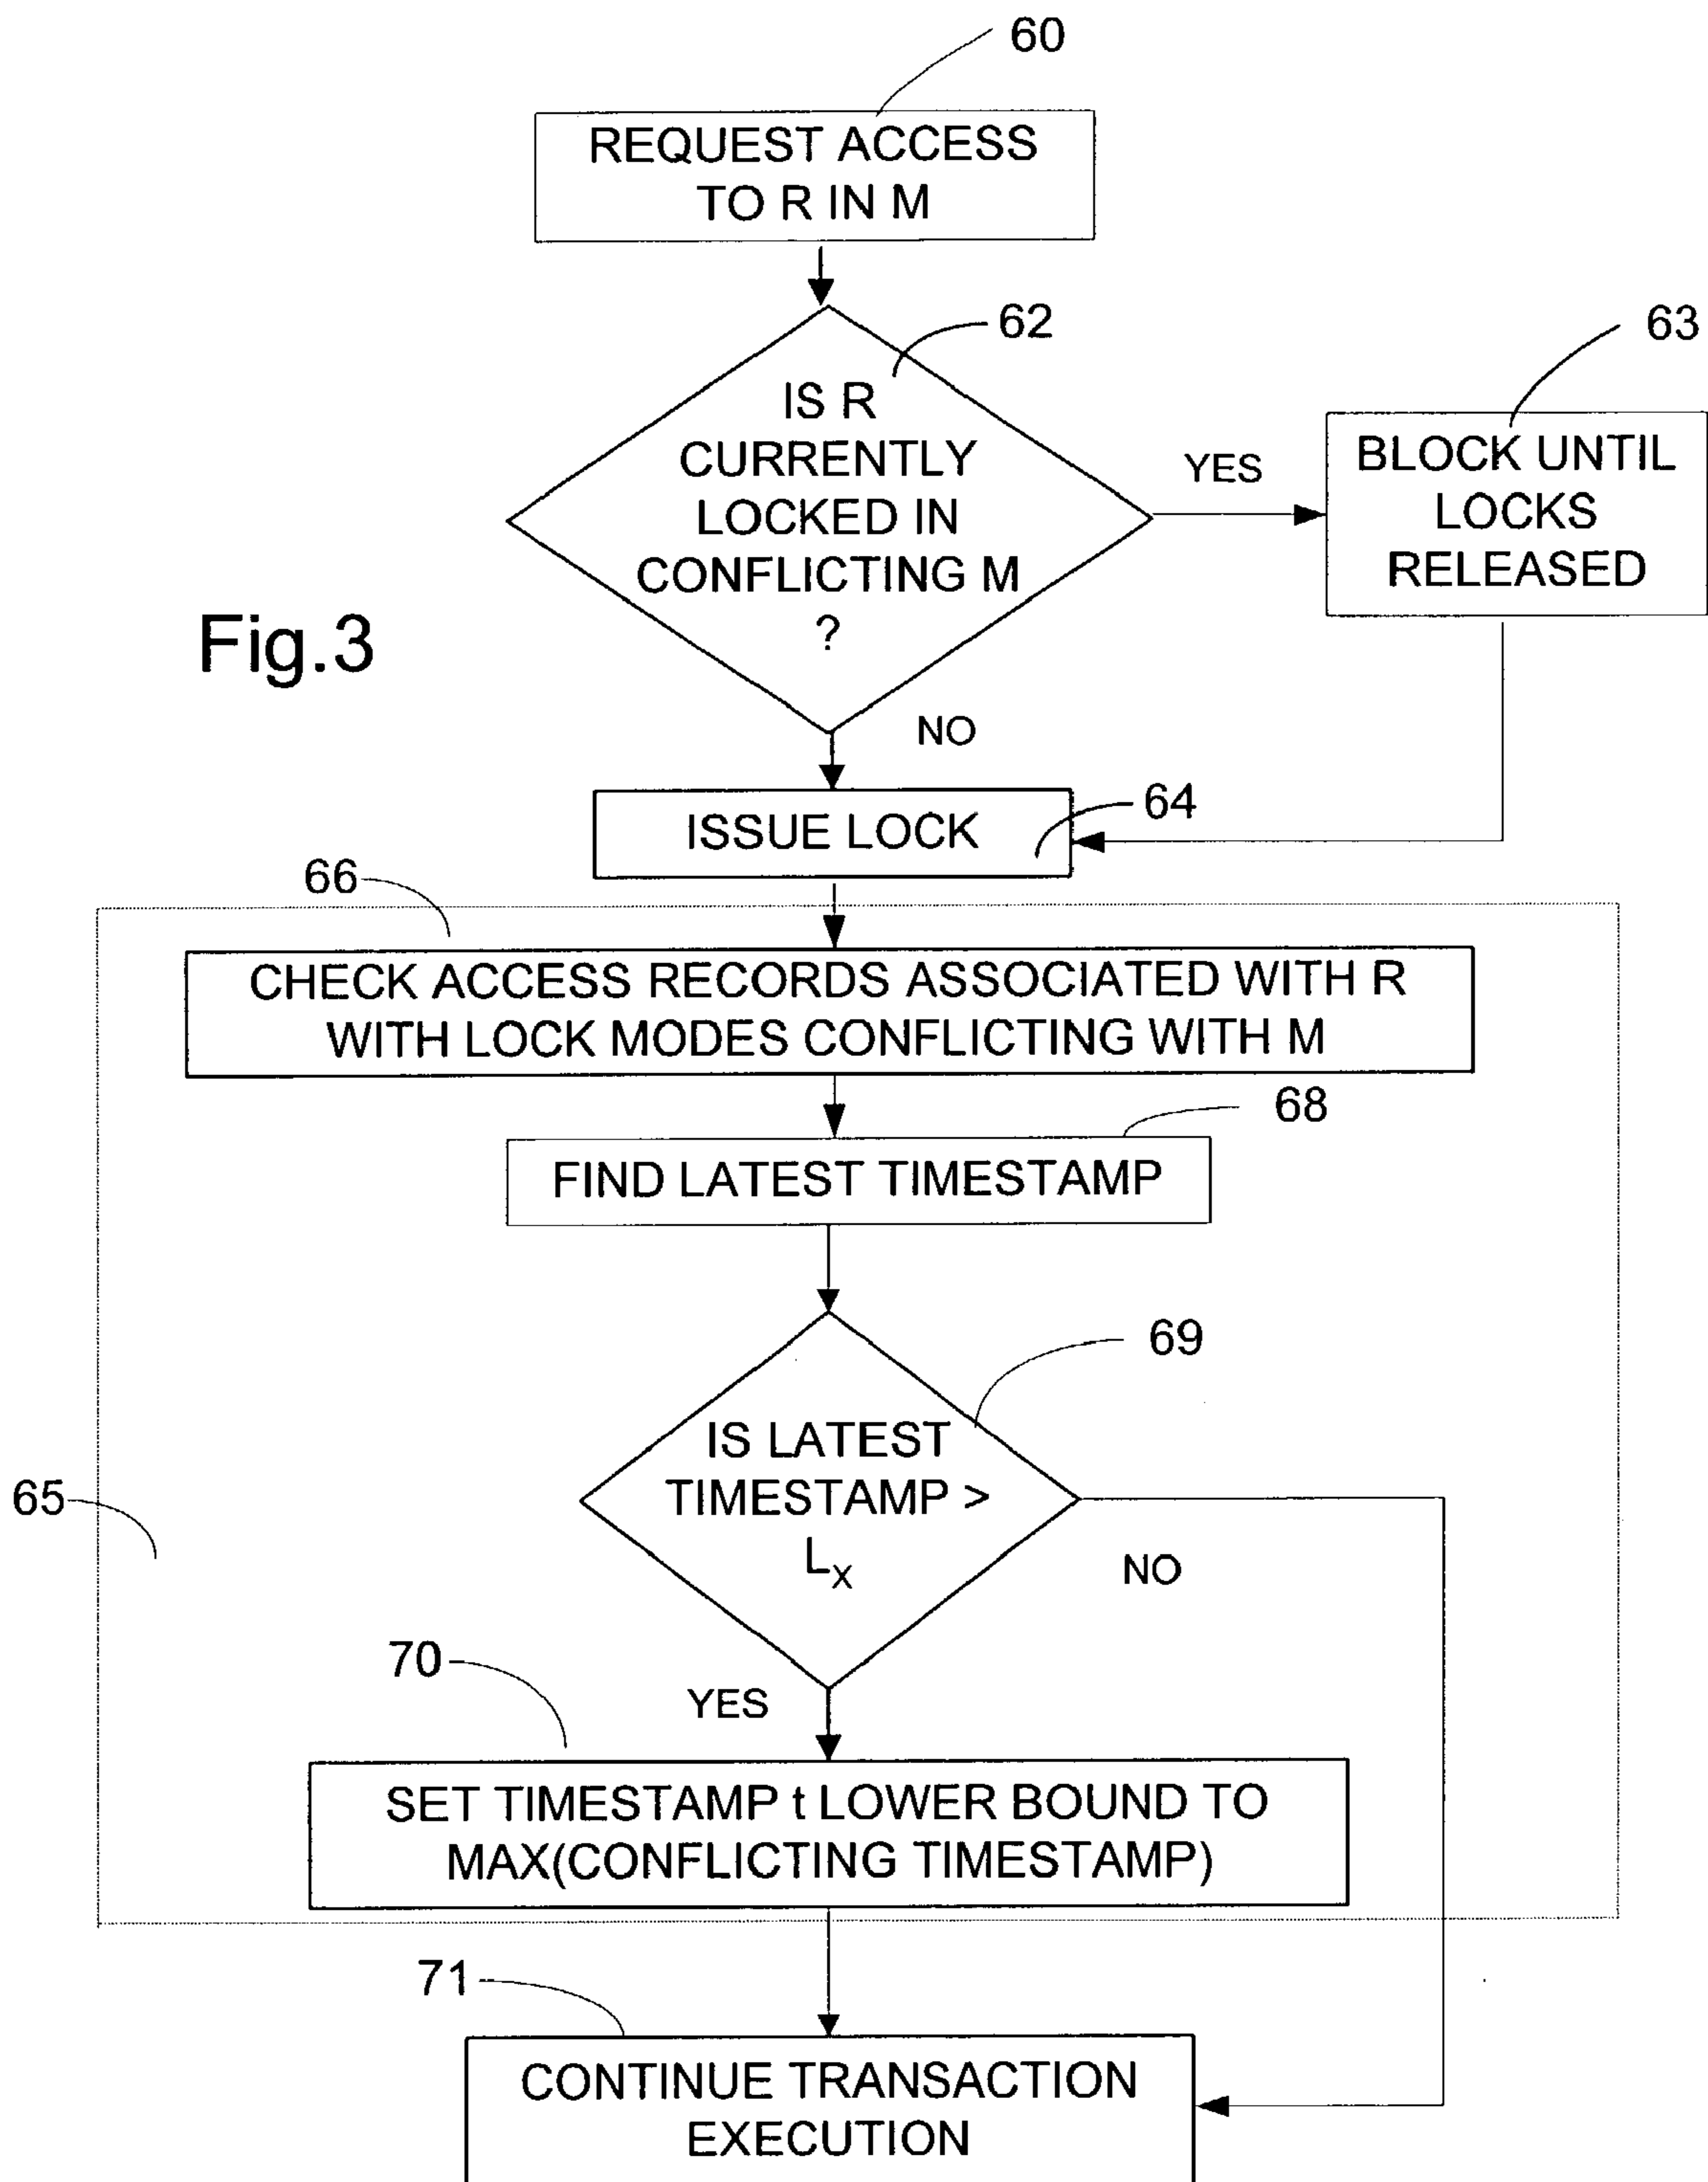 60
REQUEST ACCESS
TO R IN M
62
63
IS R
CURRENTLY
LOCKED IN
CONFLICTING M
?
YES
BLOCK UNTIL
LOCKS
RELEASED
Fig.3
NO
ISSUE LOCK
64
66
CHECK ACCESS RECORDS ASSOCIATED WITH R
WITH LOCK MODES CONFLICTING WITH M
68
FIND LATEST TIMESTAMP
69
IS LATEST
TIMESTAMP >
LX
65
NO
70
YES
SET TIMESTAMP t LOWER BOUND TO
MAX(CONFLICTING TIMESTAMP)
71
CONTINUE TRANSACTION
EXECUTION